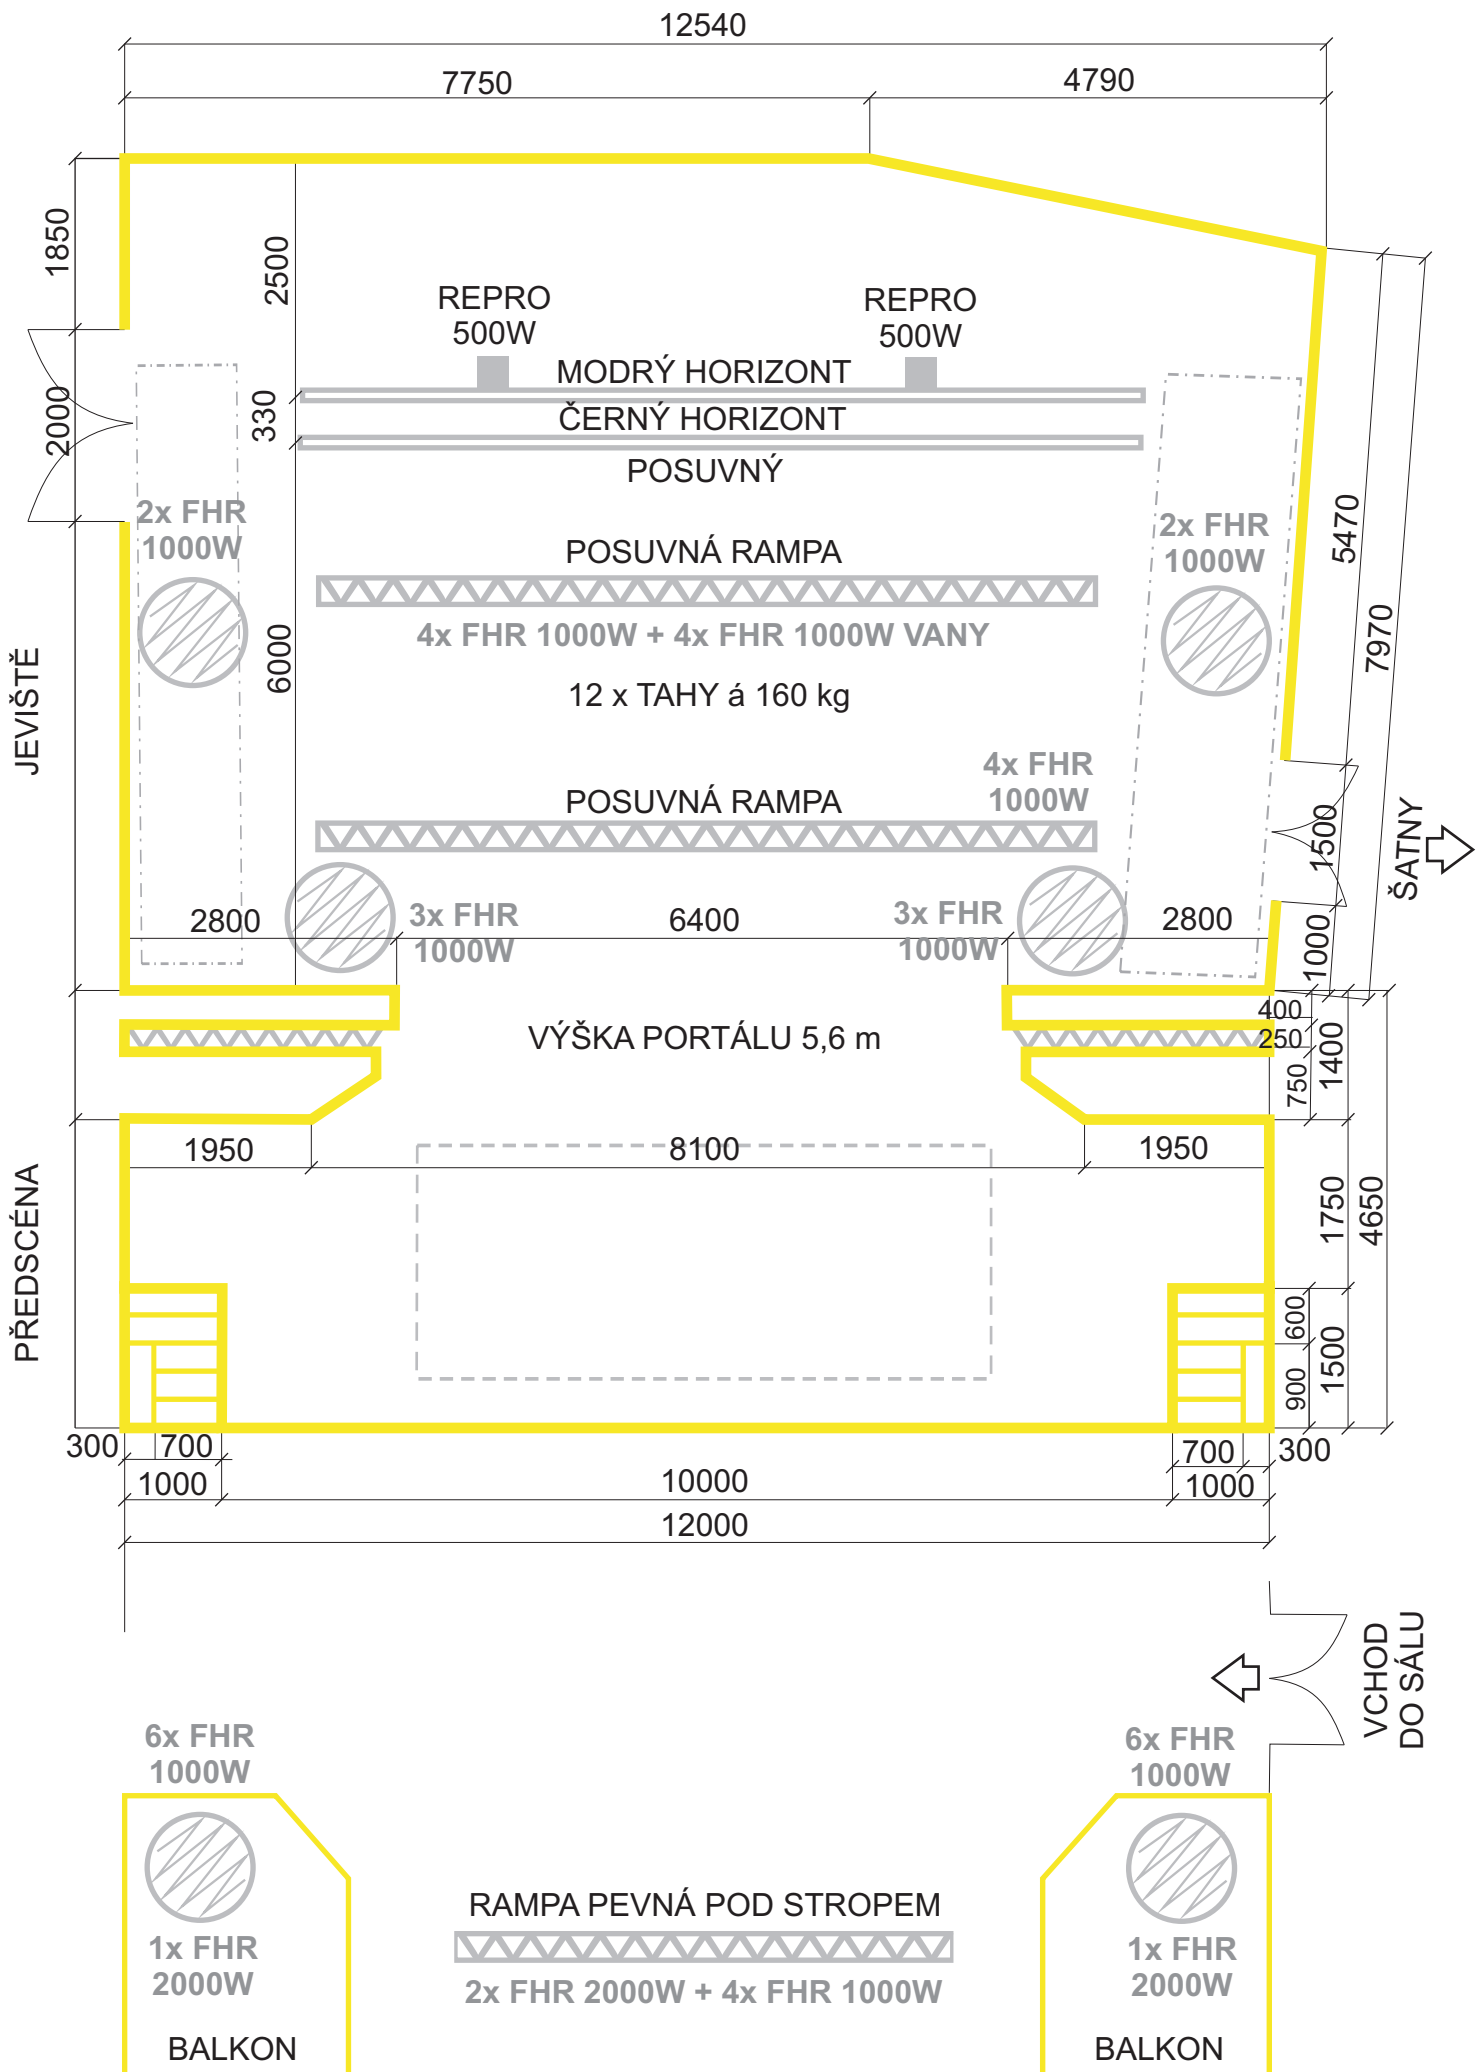 12540
7750
4790
1850
2500
REPRO
500W
REPRO
500W
MODRÝ HORIZONT
2000
330
ČERNÝ HORIZONT
POSUVNÝ
2x FHR
1000W
2x FHR
1000W
5470
POSUVNÁ RAMPA
4x FHR 1000W + 4x FHR 1000W VANY
6000
7970
JEVIŠTĚ
12 x TAHY á 160 kg
4x FHR
1000W
POSUVNÁ RAMPA
1500
ŠATNY
2800
3x FHR
1000W
6400
3x FHR
1000W
2800
1000
400
VÝŠKA PORTÁLU 5,6 m
250
1400
750
1950
8100
1950
PŘEDSCÉNA
1750
4650
600
1500
900
300
700
700
300
1000
10000
1000
12000
VCHOD
DO SÁLU
6x FHR
1000W
6x FHR
1000W
RAMPA PEVNÁ POD STROPEM
1x FHR
2000W
1x FHR
2000W
2x FHR 2000W + 4x FHR 1000W
BALKON
BALKON